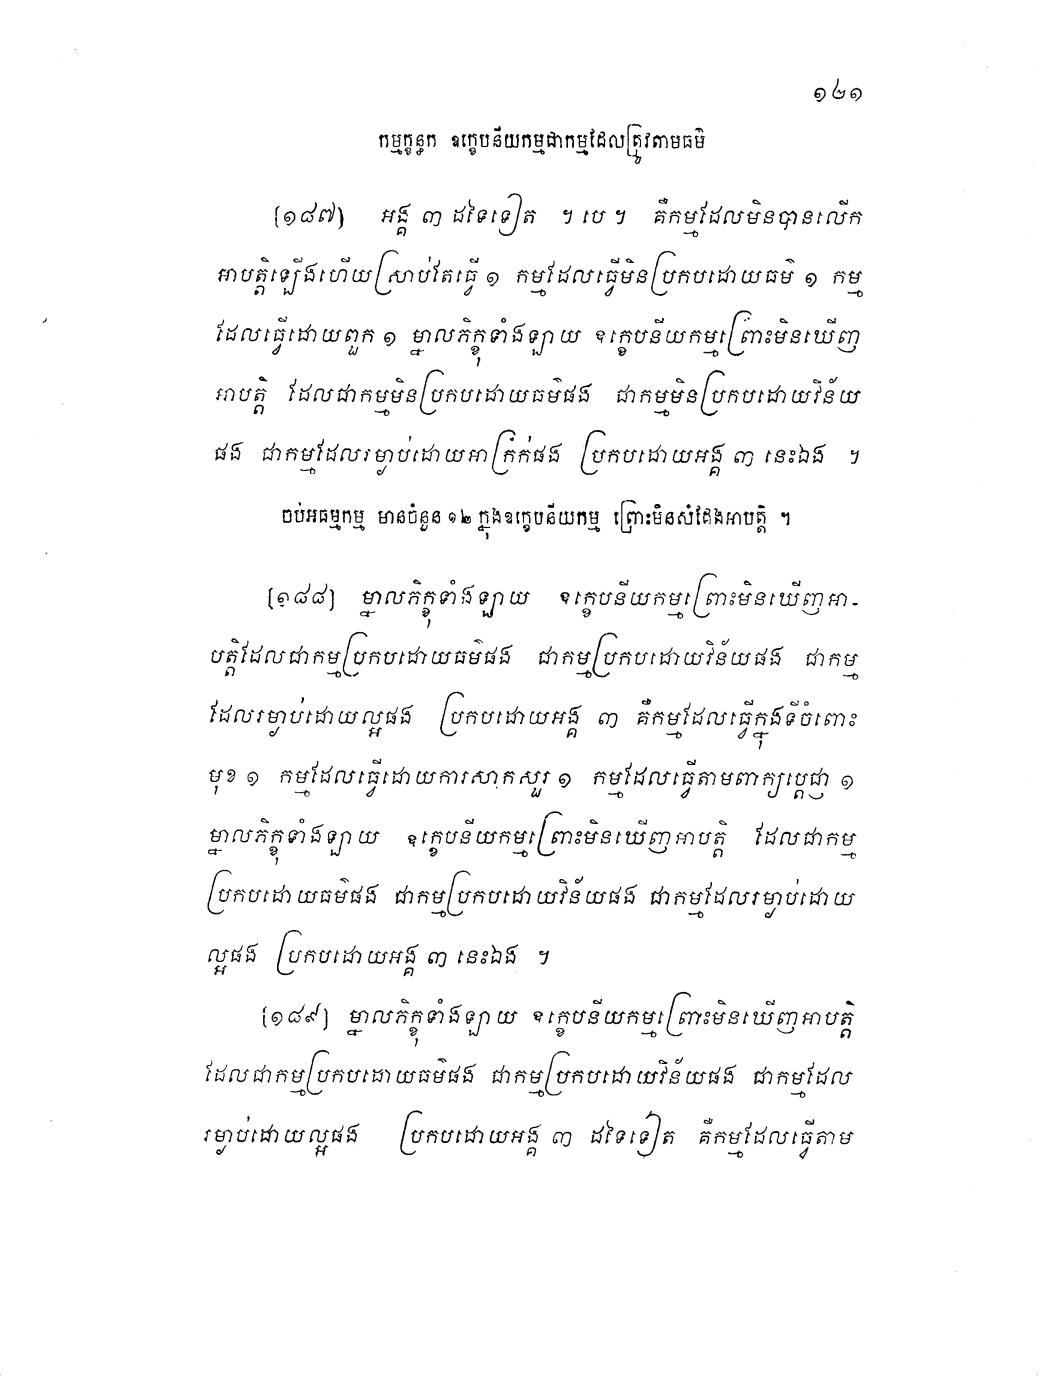 ១២១
កម្មក្ខន្ធក ឧក្ខេបនីយកម្មជាកម្មដែលត្រូវតាមធម៌
[១៨៧] អង្គ ៣ ដទៃទៀត ។ បេ ។ គឺកម្មដែលមិនបានលើក
អាបត្តិឡើងហើយស្រាប់តែធ្វើ ១ កម្មដែលធ្វើមិនប្រកបដោយធម៌ ១ កម្ម
ដែលធ្វើដោយពួក ១ ម្នាលភិក្ខុទាំងឡាយ ឧក្ខេបនីយកម្មព្រោះមិនឃើញ
អាបត្តិ ដែលជាកម្មមិនប្រកបដោយធម៌ផង ជាកម្មមិនប្រកបដោយវិន័យ
ផង ជាកម្មដែលរម្ងាប់ដោយអាក្រក់ផង ប្រកបដោយអង្គ ៣ នេះឯង ។
ចប់អធម្មកម្ម មានចំនួន ១២ ក្នុងឧក្ខេបនីយកម្ម ព្រោះមិនសំដែងអាបត្តិ ។
[១៨៨] ម្នាលភិក្ខុទាំងឡាយ ឧក្ខេបនីយកម្មព្រោះមិនឃើញអា-
បត្តិដែលជាកម្មប្រកបដោយធម៌ផង ជាកម្មប្រកបដោយវិន័យផង ជាកម្ម
ដែលរម្ងាប់ដោយល្អផង ប្រកបដោយអង្គ ៣ គឺកម្មដែលធ្វើក្នុងទីចំពោះ
មុខ ១ កម្មដែលធ្វើដោយការសាកសួរ ១ កម្មដែលធ្វើតាមពាក្យប្តេជ្ញា ១
ម្នាលភិក្ខុទាំងឡាយ ឧក្ខេបនីយកម្មព្រោះមិនឃើញអាបត្តិ ដែលជាកម្ម
ប្រកបដោយធម៌ផង ជាកម្មប្រកបដោយវិន័យផង ជាកម្មដែលរម្ងាប់ដោយ
ល្អផង ប្រកបដោយអង្គ ៣ នេះឯង ។
[១៨៩] ម្នាលភិក្ខុទាំងឡាយ ឧក្ខេបនីយកម្មព្រោះមិនឃើញអាបត្តិ
ដែលជាកម្មប្រកបដោយធម៌ផង ជាកម្មប្រកបដោយវិន័យផង ជាកម្មដែល
រម្ងាប់ដោយល្អផង ប្រកបដោយអង្គ ៣ ដទៃទៀត គឺកម្មដែលធ្វើតាម